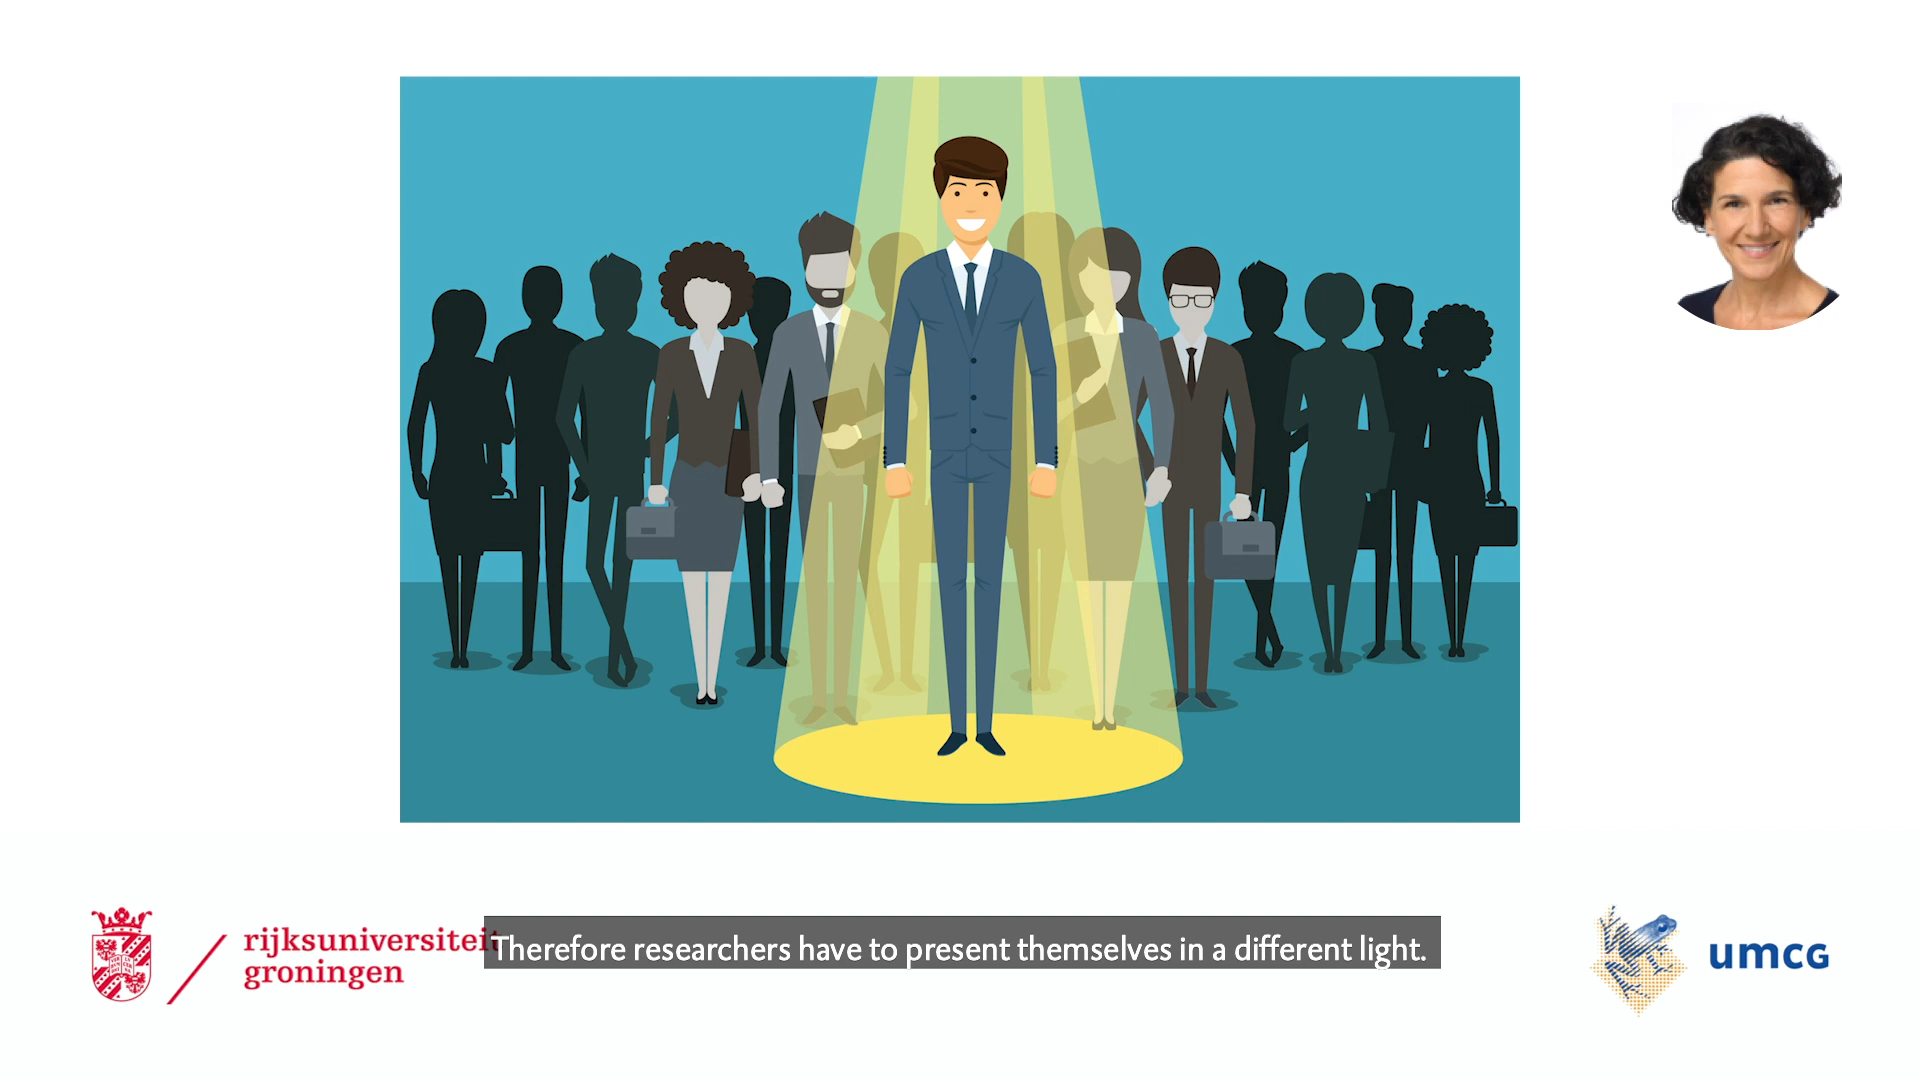 rijksuniversiteit
groningen
Therefore researchers have to present themselves in a different light.
umcg